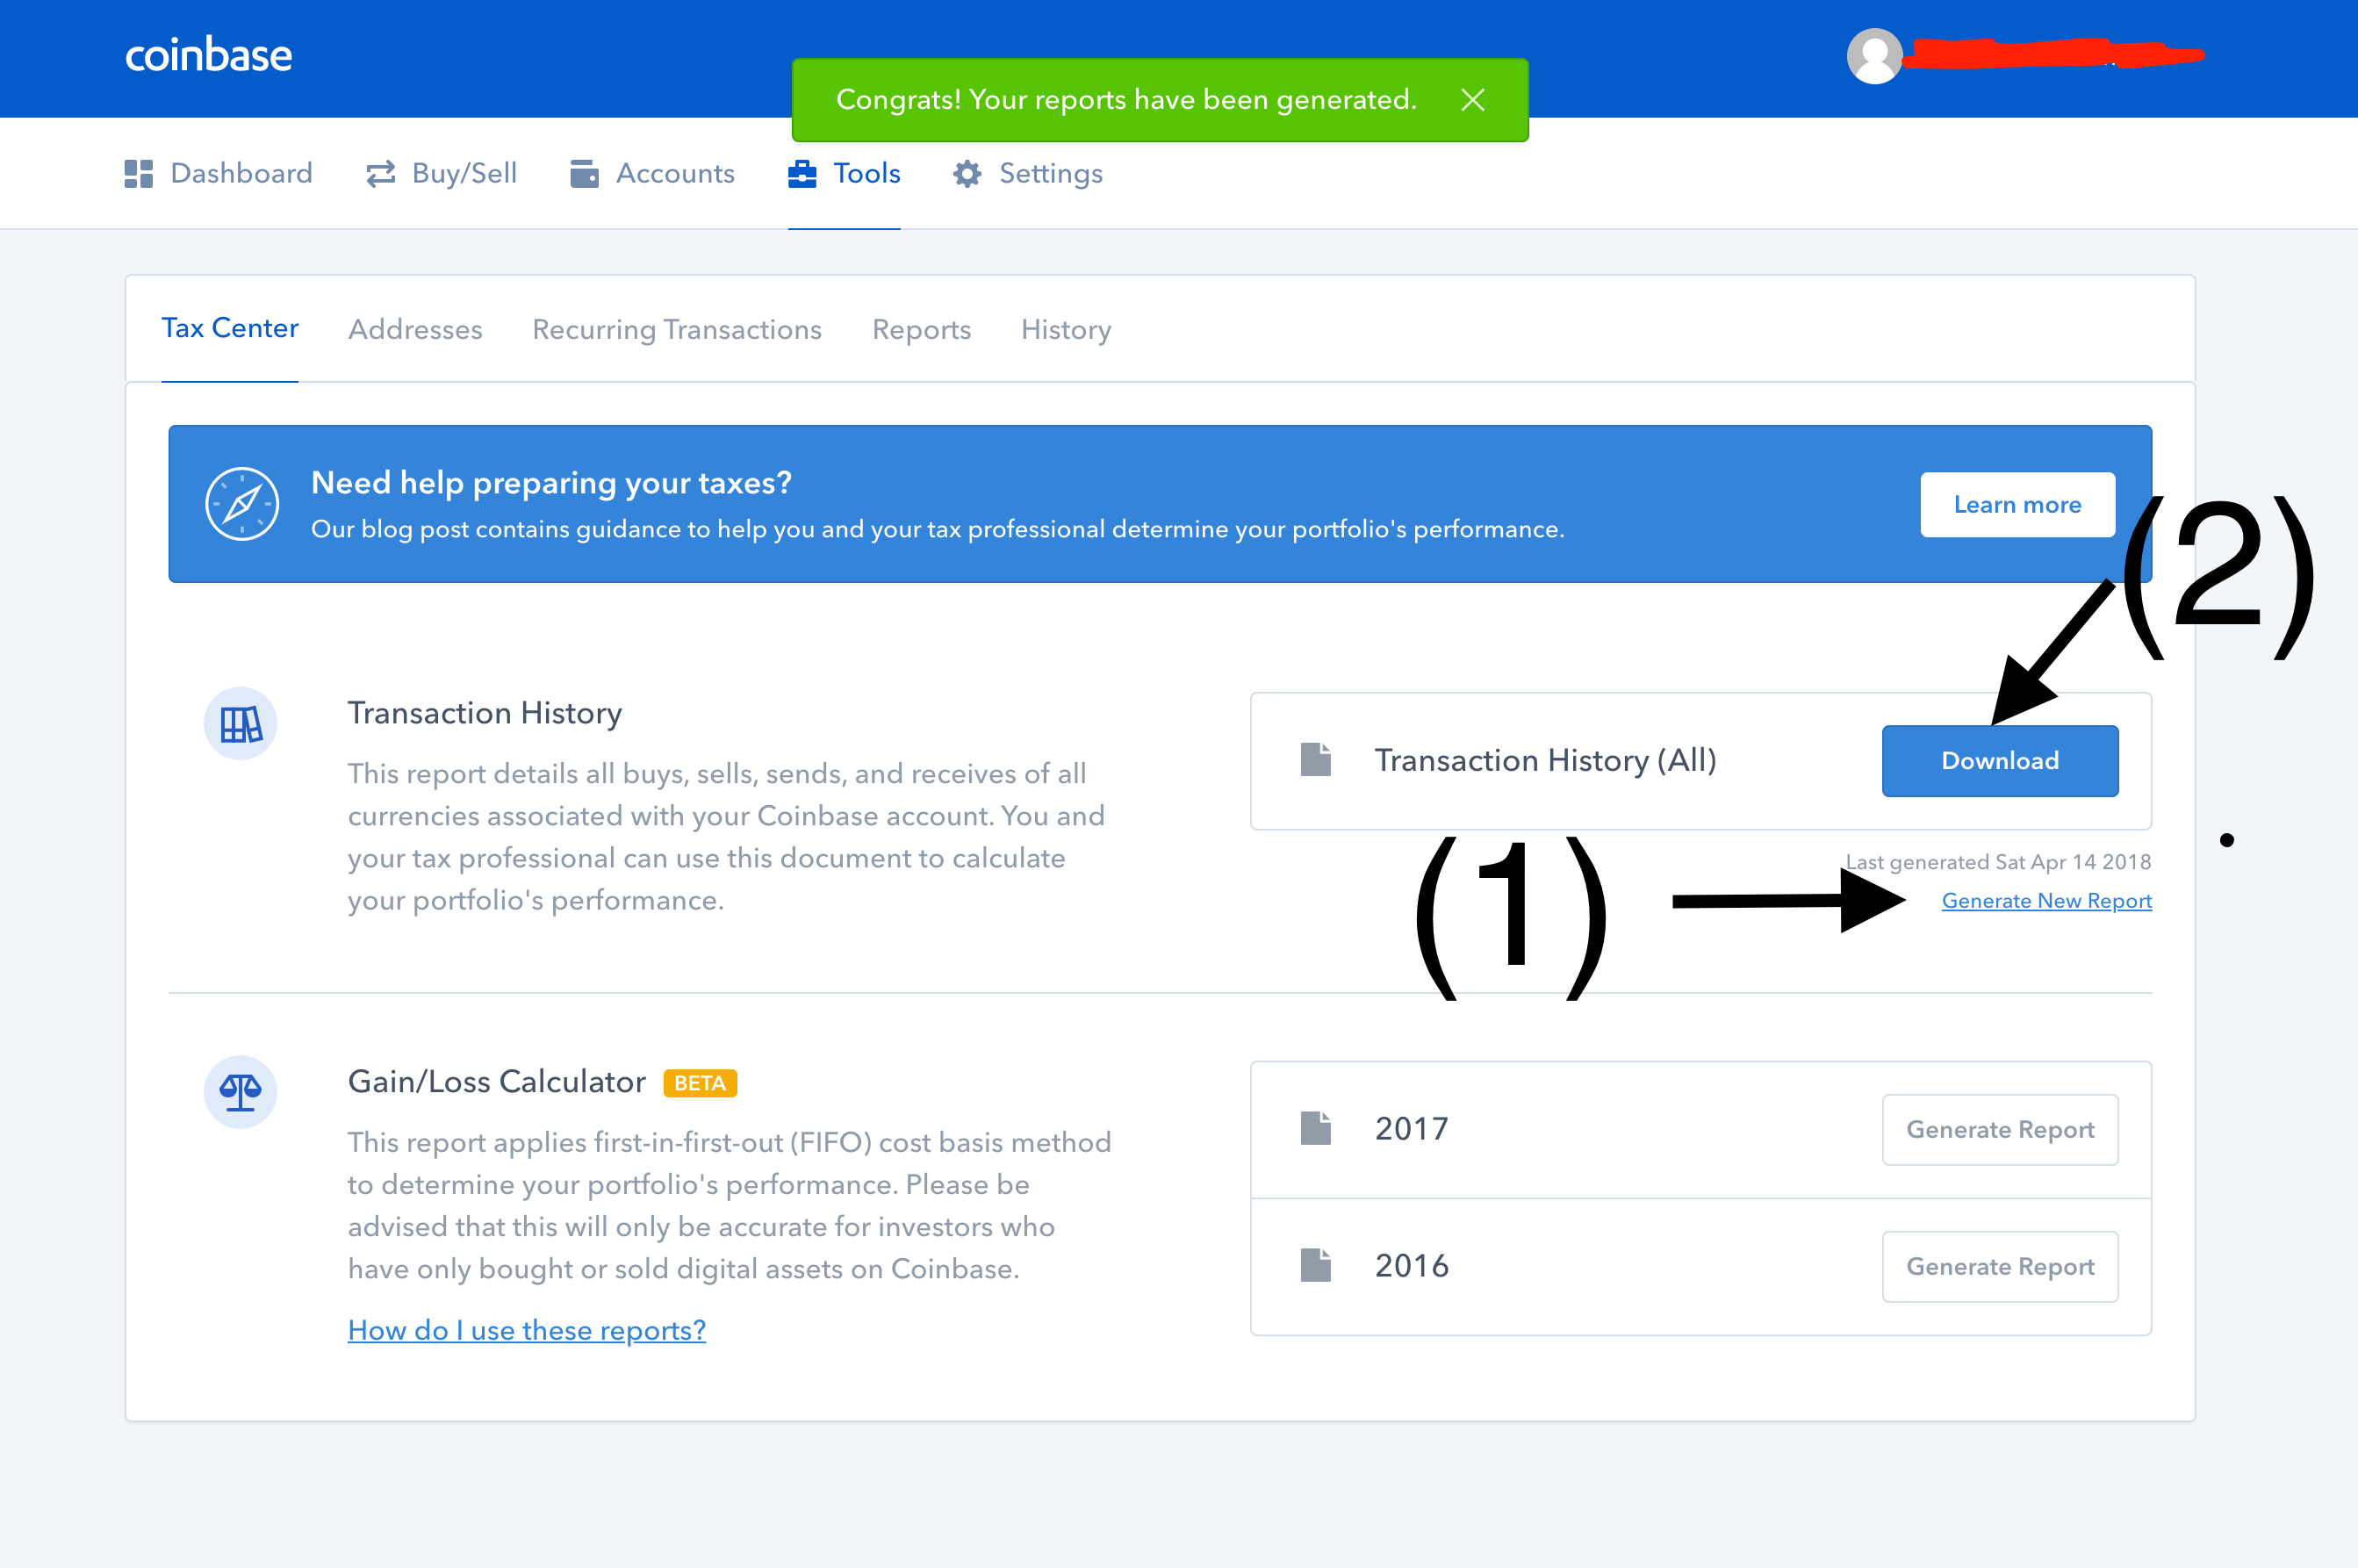 coinbase
Congrats! Your reports have been generated.
Dashboard
Buy/Sell
Accounts
Tools
Settings
Tax Center
Addresses
Recurring Transactions
Reports
History
Need help preparing your taxes?
Our blog post contains guidance to help you and your tax professional determine your portfolio's performance.
Learn more
(2)
Transaction History
This report details all buys, sells, sends, and receives of all
currencies associated with your Coinbase account. You and
your tax professional can use this document to calculate
your portfolio's performance.
Transaction History (All)
Download
Last generated Sat Apr 14 2018
(1)
Generate New Report
Gain/Loss Calculator
BETA
This report applies first-in-first-out (FIFO) cost basis method
to determine your portfolio's performance. Please be
advised that this will only be accurate for investors who
have only bought or sold digital assets on Coinbase.
How do I use these reports?
2017
Generate Report
2016
Generate Report